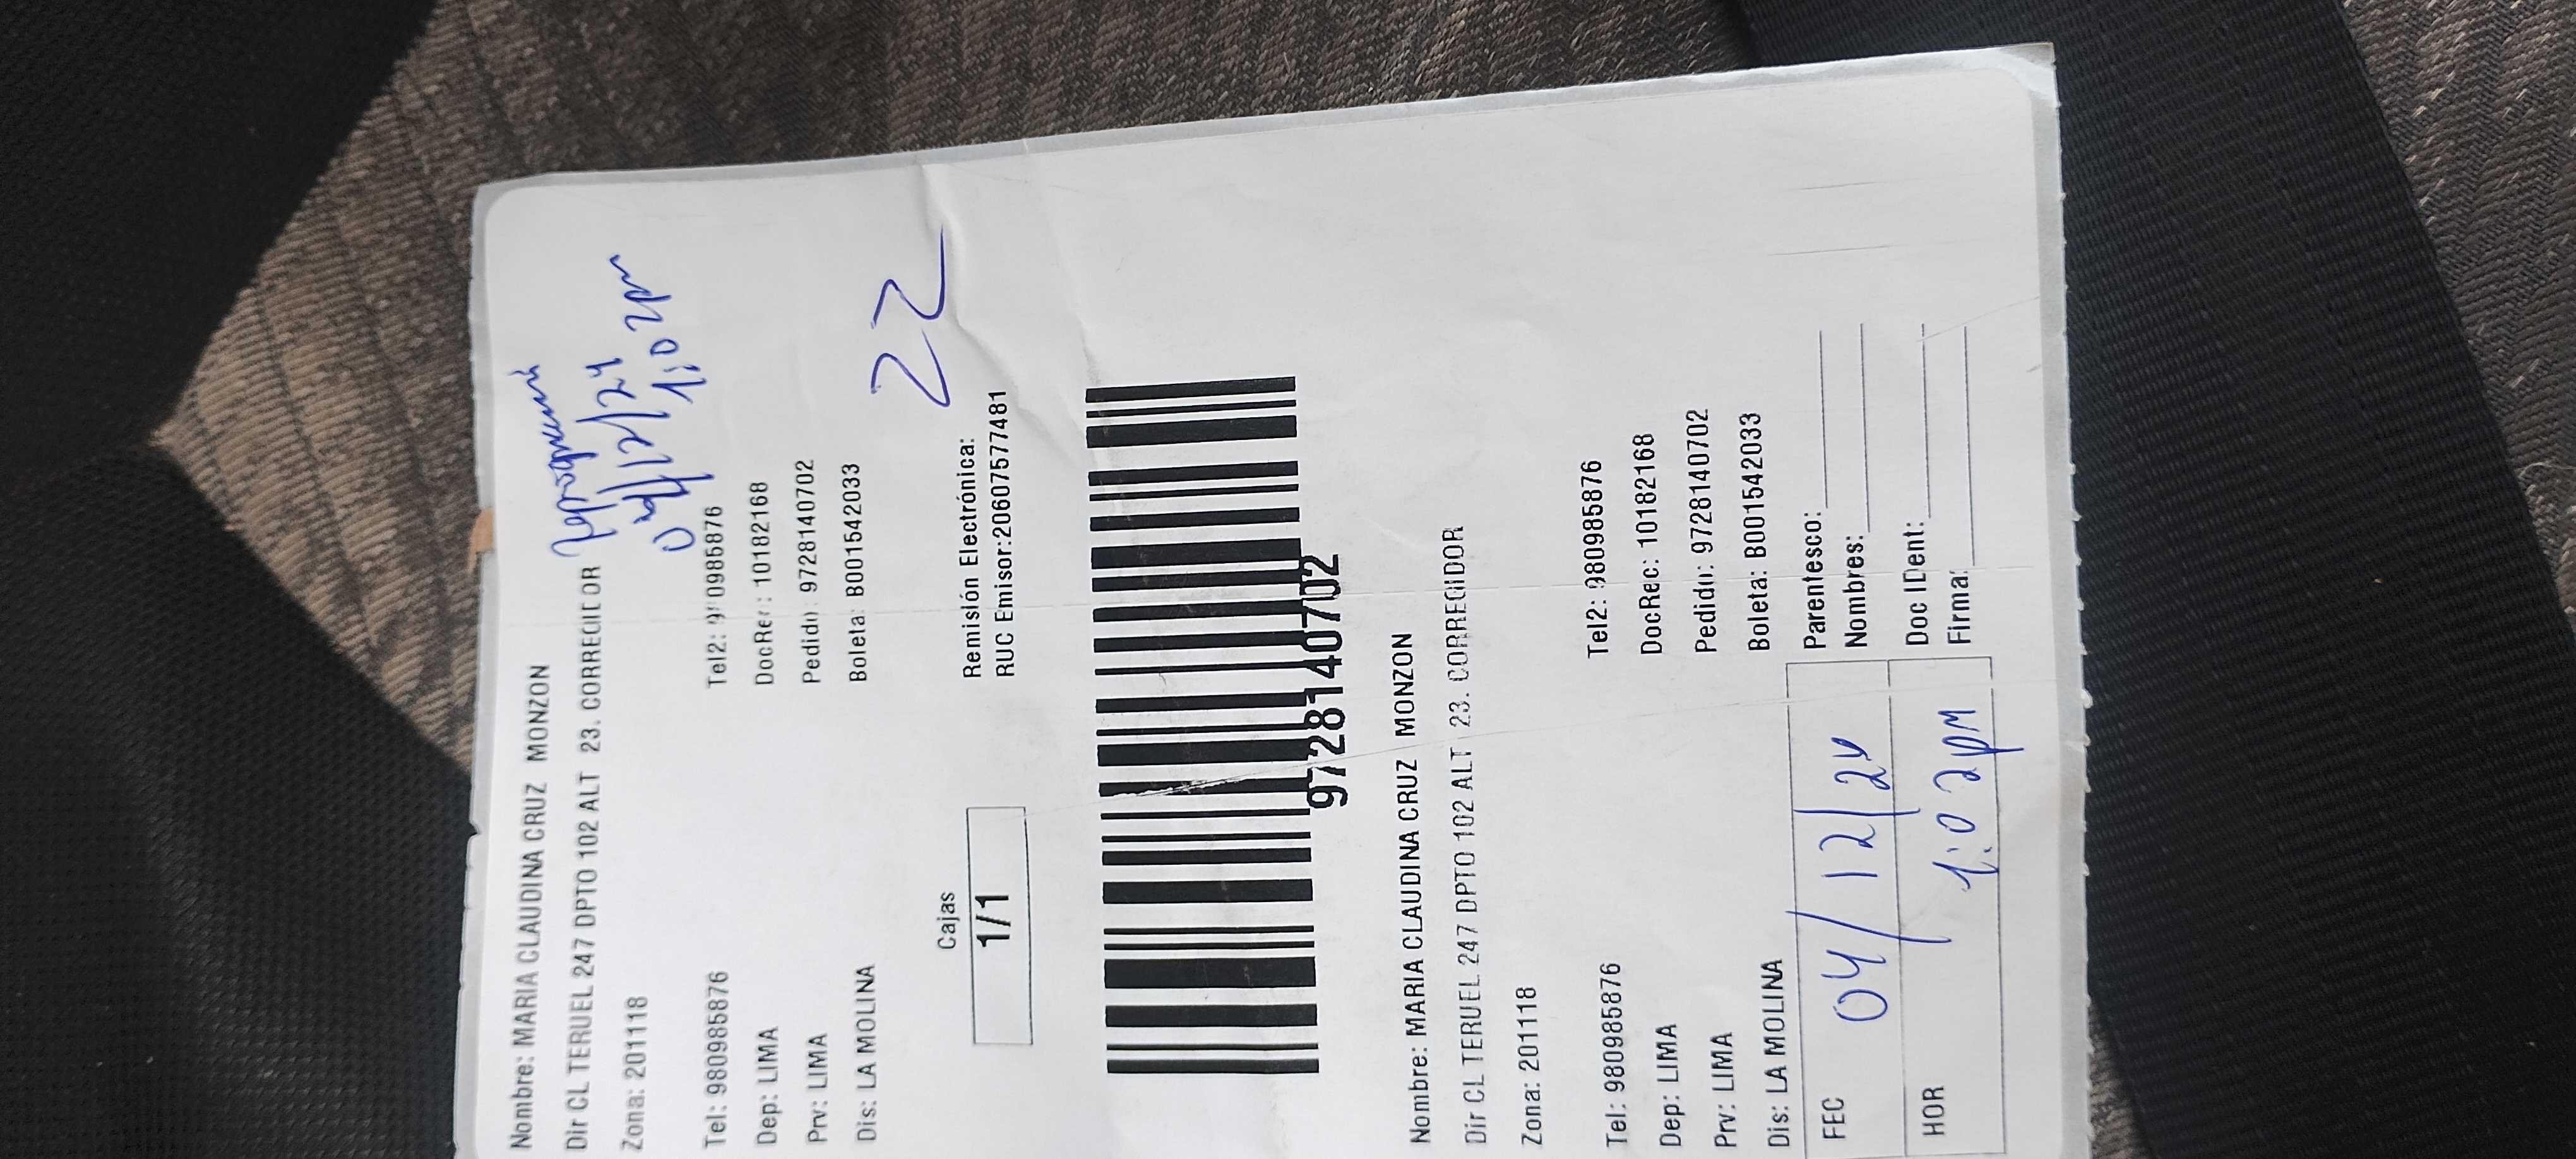 Nombre: MARIA CLAUDINA CRUZ MONZON
Dir CL TERUEL 247 DPTO 102 ALT 23. CORREGIDOR
04/12/24
1:02pm
Zona: 201118
Tel: 980985876 Tel2: 980985876
Dep: LIMA DocRec: 10182168
Prv: LIMA Pedido: 9728140702
Dis: LA MOLINA Boleta: B001542033
22
Cajas
1/1
Remisión Electrónica:
RUC Emisor:20607577481
9728140702
Nombre: MARIA CLAUDINA CRUZ MONZON
Dir CL TERUEL 247 DPTO 102 ALT 23. CORREGIDOR
Zona: 201118
Tel: 980985876 Tel2: 980985876
Dep: LIMA DocRec: 10182168
Prv: LIMA Pedido: 9728140702
Dis: LA MOLINA Boleta: B001542033
FEC 04/12/24
HOR 1:02pm
Parentesco:
Nombres:
Doc IDent:
Firma: